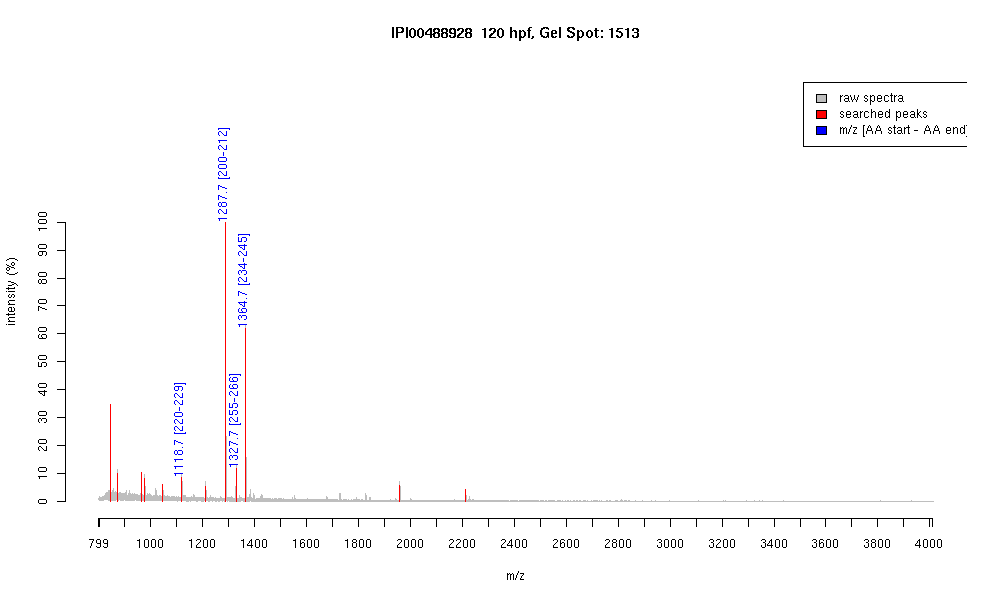 IPI00488928 120 hpf, Gel Spot: 1513
raw spectra
searched peaks
m/z [AA start - AA end]
1287.7 [200-212]
1364.7 [234-245]
1327.7 [255-266]
1118.7 [220-229]
intensity (%)
100
90
80
70
60
50
40
30
20
10
0
799 1000 1200 1400 1600 1800 2000 2200 2400 2600 2800 3000 3200 3400 3600 3800 4000
m/z